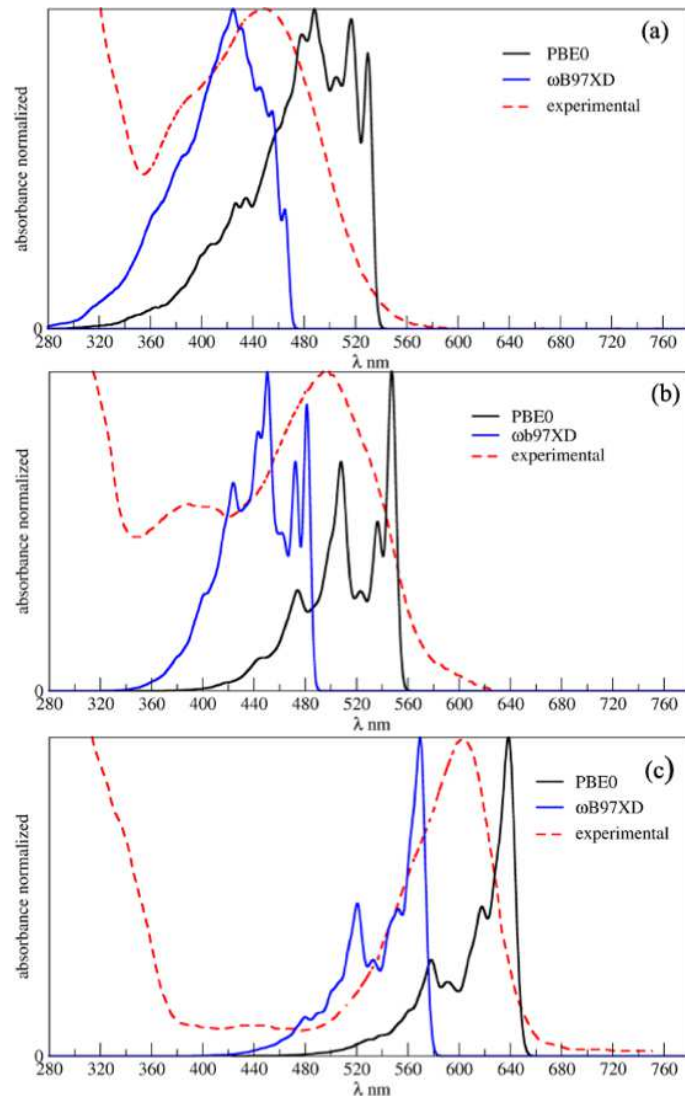 (a)
PBE0
ωB97XD
experimental
absorbance normalized
0
280 320 360 400 440 480 520 560 600 640 680 720 760
λ nm
(b)
PBE0
ωb97XD
experimental
absorbance normalized
0
280 320 360 400 440 480 520 560 600 640 680 720 760
λ nm
(c)
PBE0
ωB97XD
experimental
absorbance normalized
0
280 320 360 400 440 480 520 560 600 640 680 720 760
λ nm